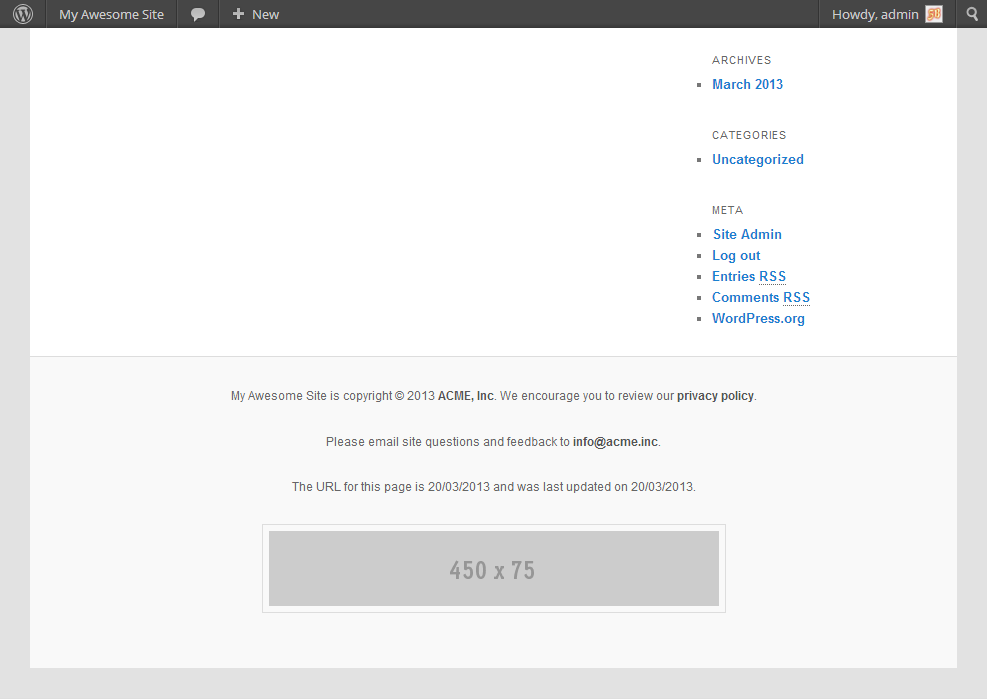 My Awesome Site
New
Howdy, admin
ARCHIVES
March 2013
CATEGORIES
Uncategorized
META
Site Admin
Log out
Entries RSS
Comments RSS
WordPress.org
My Awesome Site is copyright © 2013 ACME, Inc. We encourage you to review our privacy policy.
Please email site questions and feedback to info@acme.inc.
The URL for this page is 20/03/2013 and was last updated on 20/03/2013.
450 x 75